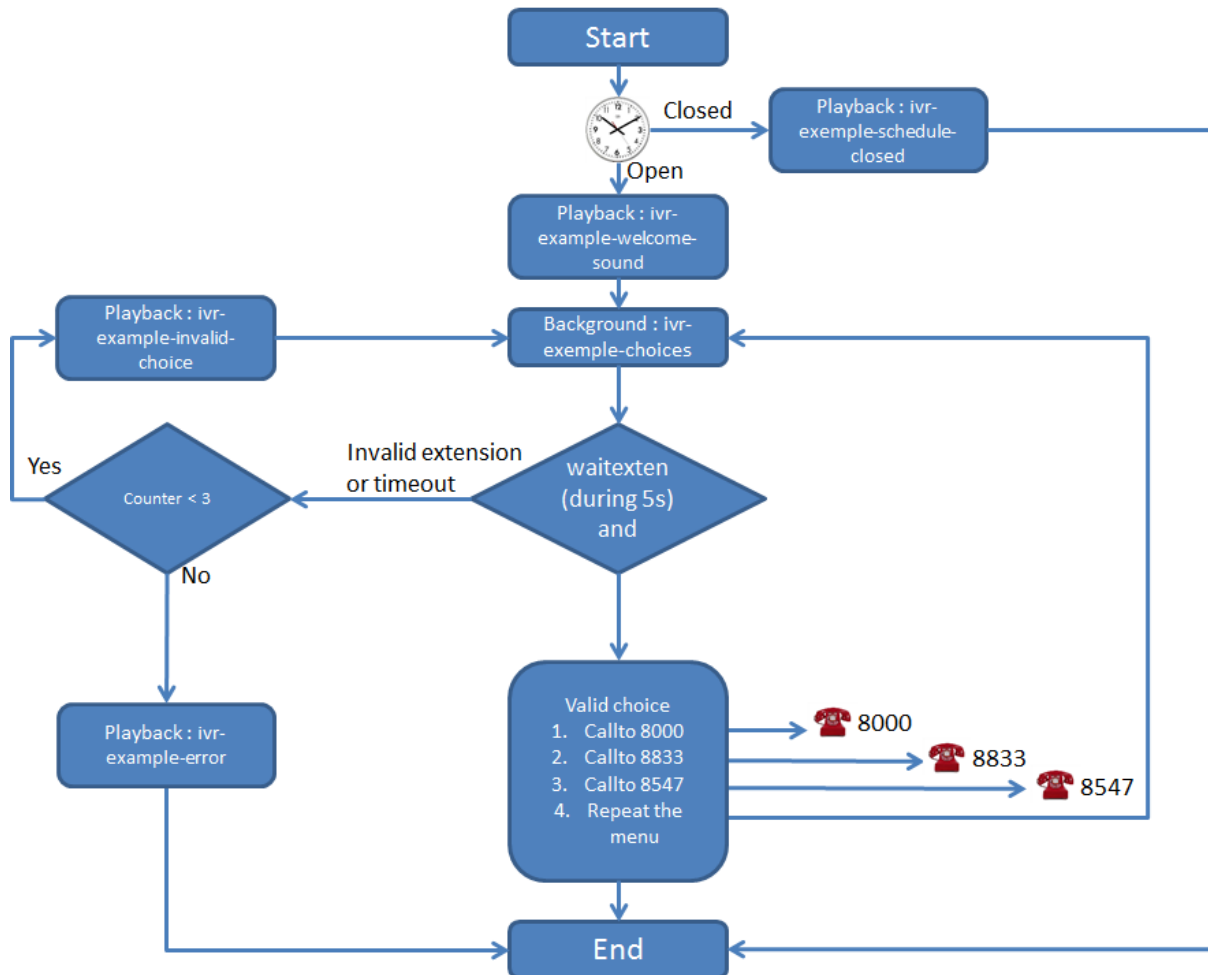 Start
Closed
Playback : ivr-
exemple-schedule-
closed
Open
Playback : ivr-
example-welcome-
sound
Playback : ivr-
example-invalid-
choice
Background : ivr-
exemple-choices
Yes
Counter < 3
Invalid extension
or timeout
waitexten
(during 5s)
and
No
Playback : ivr-
example-error
Valid choice
1. Callto 8000
2. Callto 8833
3. Callto 8547
4. Repeat the
menu
8000
8833
8547
End